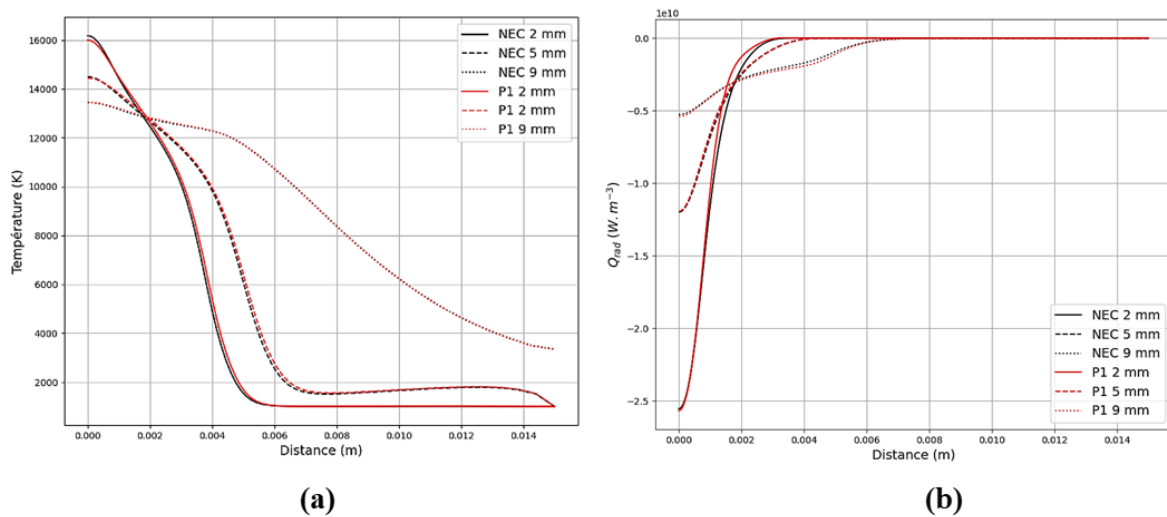 NEC 2 mm
NEC 5 mm
NEC 9 mm
P1 2 mm
P1 2 mm
P1 9 mm
16000
14000
12000
10000
8000
6000
4000
2000
Température (K)
0.000 0.002 0.004 0.006 0.008 0.010 0.012 0.014
Distance (m)
(a)
1e10
0.0
-0.5
-1.0
-1.5
-2.0
-2.5
Q_rad (W.m⁻³)
NEC 2 mm
NEC 5 mm
NEC 9 mm
P1 2 mm
P1 5 mm
P1 9 mm
0.000 0.002 0.004 0.006 0.008 0.010 0.012 0.014
Distance (m)
(b)